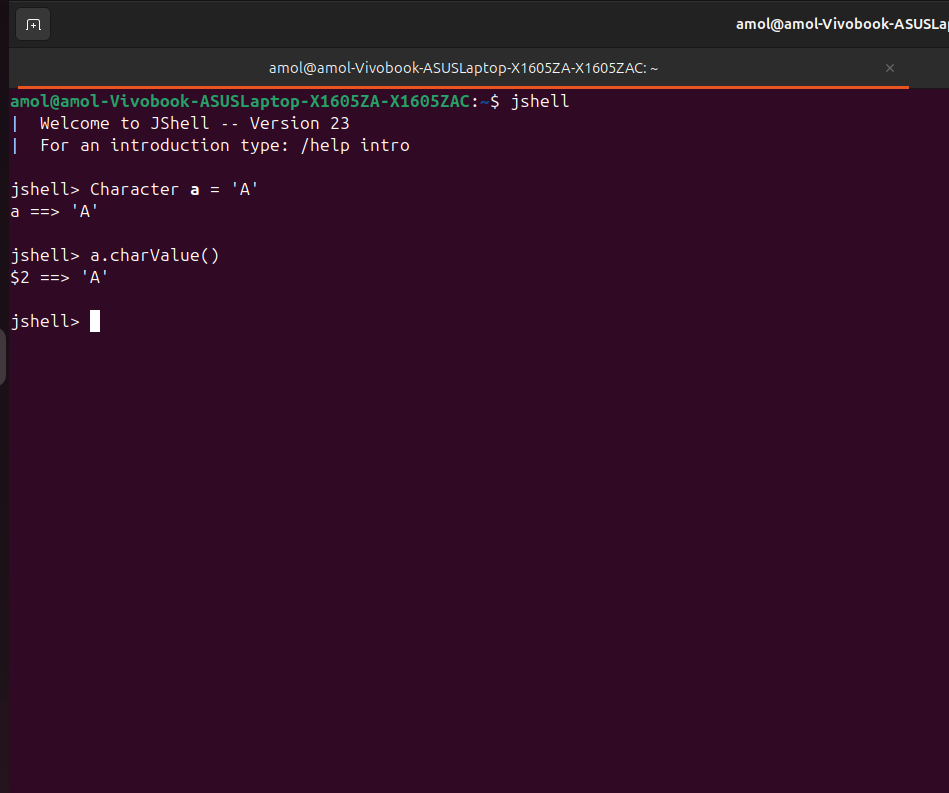 amol@amol-Vivobook-ASUSLa
amol@amol-Vivobook-ASUSLaptop-X1605ZA-X1605ZAC: ~
amol@amol-Vivobook-ASUSLaptop-X1605ZA-X1605ZAC:~$ jshell
|  Welcome to JShell -- Version 23
|  For an introduction type: /help intro
jshell> Character a = 'A'
a ==> 'A'
jshell> a.charValue()
$2 ==> 'A'
jshell>